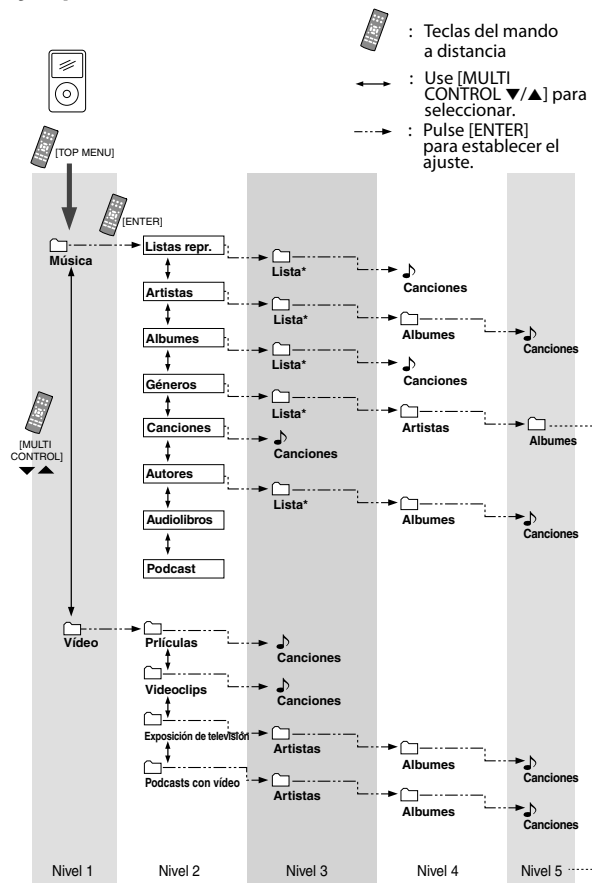 : Teclas del mando
a distancia
: Use [MULTI
CONTROL ▼/▲] para
seleccionar.
: Pulse [ENTER]
para establecer el
ajuste.
[TOP MENU]
[ENTER]
Música
Listas repr.
Lista*
Canciones
Artistas
Lista*
Albumes
Canciones
Albumes
Lista*
Canciones
Géneros
Lista*
Artistas
Albumes
Canciones
Canciones
[MULTI
CONTROL]
▼ ▲
Autores
Lista*
Albumes
Canciones
Audiolibros
Podcast
Vídeo
Prlículas
Canciones
Videoclips
Canciones
Exposición de televisión
Artistas
Albumes
Canciones
Podcasts con vídeo
Artistas
Albumes
Canciones
Nivel 1 Nivel 2 Nivel 3 Nivel 4 Nivel 5